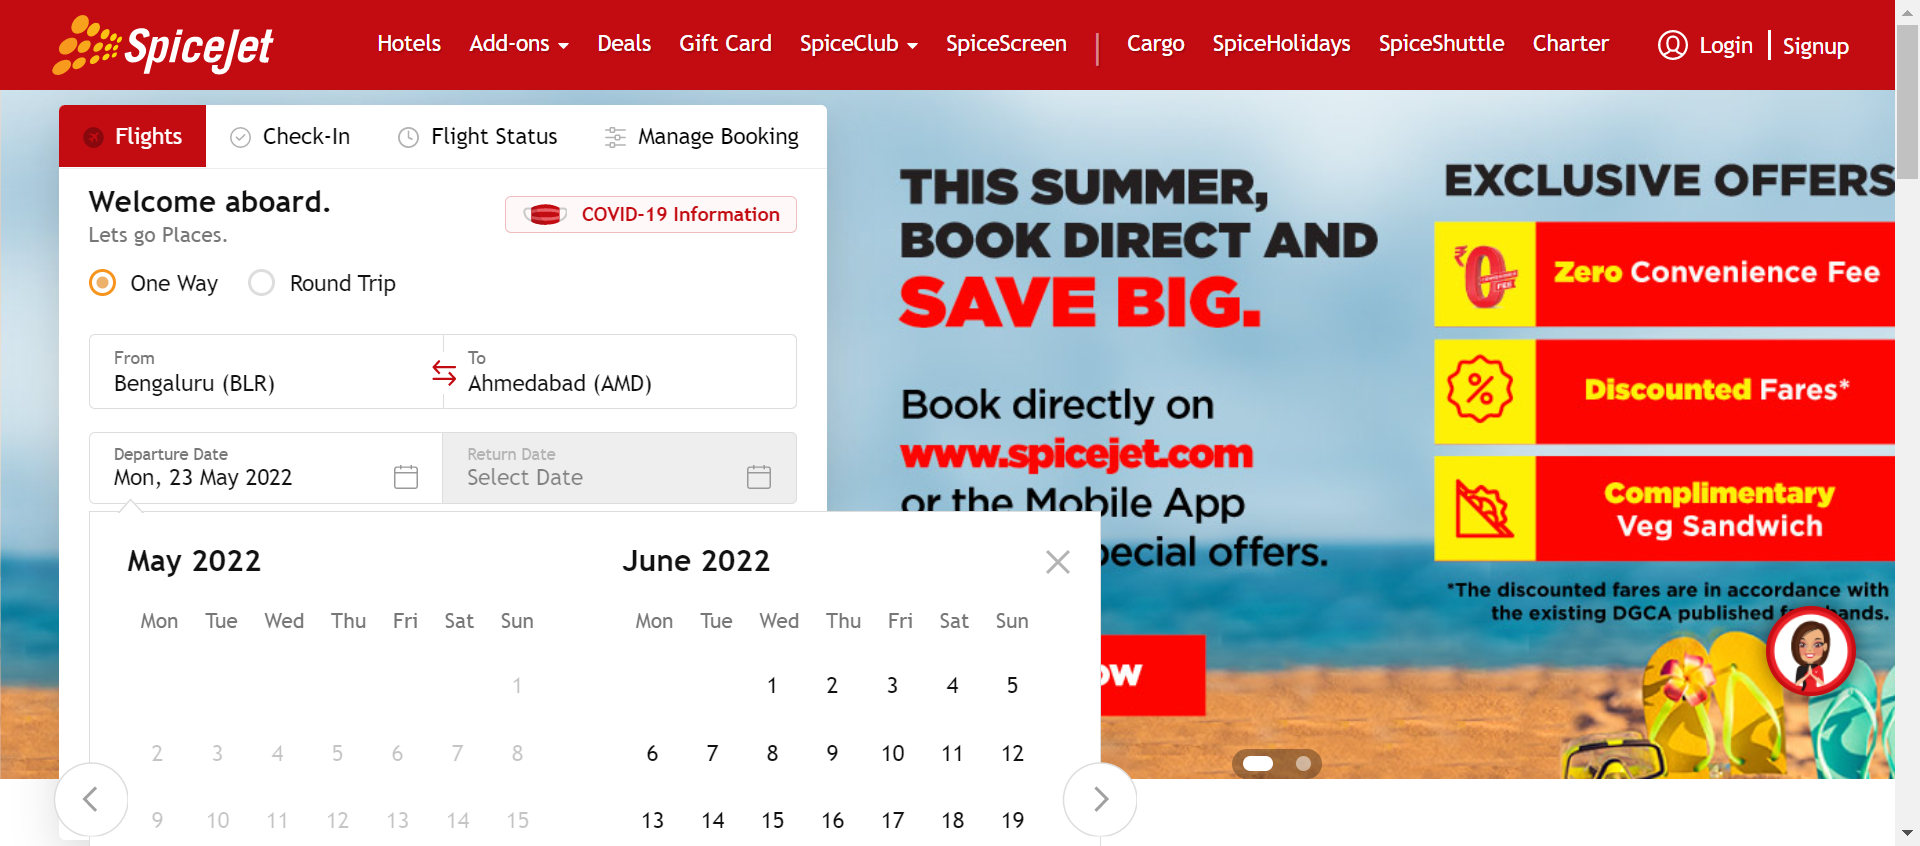 SpiceJet
Hotels Add-ons Deals Gift Card SpiceClub SpiceScreen Cargo SpiceHolidays SpiceShuttle Charter Login Signup
Flights Check-In Flight Status Manage Booking
Welcome aboard.
Lets go Places.
COVID-19 Information
One Way Round Trip
From
Bengaluru (BLR)
To
Ahmedabad (AMD)
Departure Date
Mon, 23 May 2022
Return Date
Select Date
May 2022
Mon Tue Wed Thu Fri Sat Sun
1
2 3 4 5 6 7 8
9 10 11 12 13 14 15
June 2022
Mon Tue Wed Thu Fri Sat Sun
1 2 3 4 5
6 7 8 9 10 11 12
13 14 15 16 17 18 19
THIS SUMMER,
BOOK DIRECT AND
SAVE BIG.
Book directly on
www.spicejet.com
or the Mobile App
offers.
EXCLUSIVE OFFERS
Zero Convenience Fee
Discounted Fares*
Complimentary
Veg Sandwich
*The discounted fares are in accordance with
the existing DGCA published